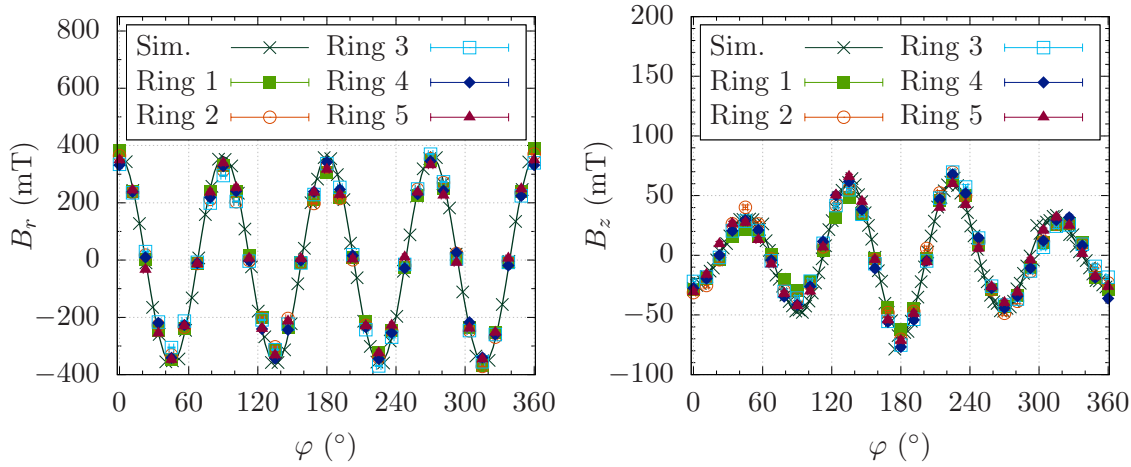 B_r (mT)
800
600
400
200
0
−200
−400
Sim.
Ring 1
Ring 2
Ring 3
Ring 4
Ring 5
0 60 120 180 240 300 360
φ (°)
B_z (mT)
200
150
100
50
0
−50
−100
Sim.
Ring 1
Ring 2
Ring 3
Ring 4
Ring 5
0 60 120 180 240 300 360
φ (°)